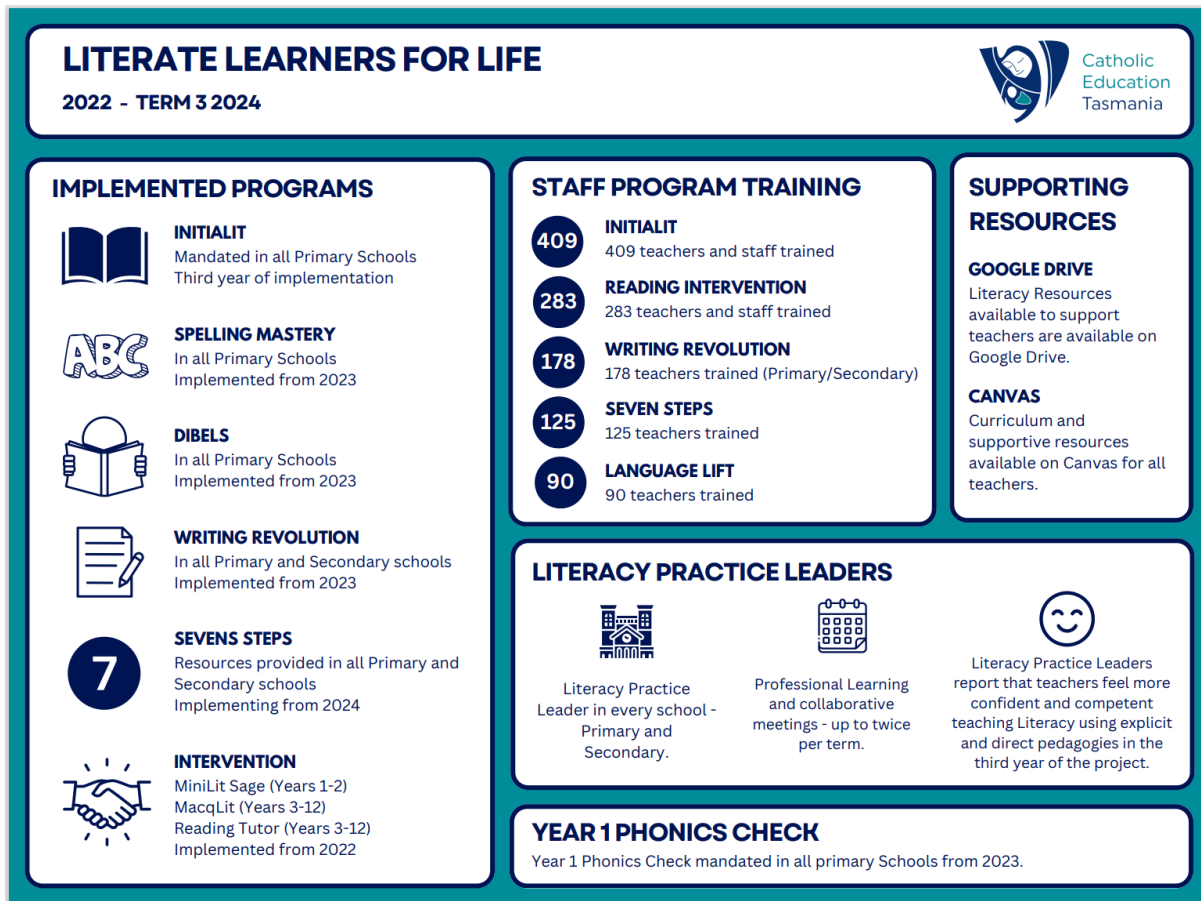 LITERATE LEARNERS FOR LIFE
2022 - TERM 3 2024
Catholic
Education
Tasmania
IMPLEMENTED PROGRAMS
INITIALIT
Mandated in all Primary Schools
Third year of implementation
ABC
SPELLING MASTERY
In all Primary Schools
Implemented from 2023
DIBELS
In all Primary Schools
Implemented from 2023
WRITING REVOLUTION
In all Primary and Secondary schools
Implemented from 2023
7
SEVENS STEPS
Resources provided in all Primary and
Secondary schools
Implementing from 2024
INTERVENTION
MiniLit Sage (Years 1-2)
MacqLit (Years 3-12)
Reading Tutor (Years 3-12)
Implemented from 2022
STAFF PROGRAM TRAINING
409
INITIALIT
409 teachers and staff trained
283
READING INTERVENTION
283 teachers and staff trained
178
WRITING REVOLUTION
178 teachers trained (Primary/Secondary)
125
SEVEN STEPS
125 teachers trained
90
LANGUAGE LIFT
90 teachers trained
SUPPORTING
RESOURCES
GOOGLE DRIVE
Literacy Resources
available to support
teachers are available on
Google Drive.
CANVAS
Curriculum and
supportive resources
available on Canvas for all
teachers.
LITERACY PRACTICE LEADERS
Literacy Practice
Leader in every school -
Primary and
Secondary.
Professional Learning
and collaborative
meetings - up to twice
per term.
Literacy Practice Leaders
report that teachers feel more
confident and competent
teaching Literacy using explicit
and direct pedagogies in the
third year of the project.
YEAR 1 PHONICS CHECK
Year 1 Phonics Check mandated in all primary Schools from 2023.